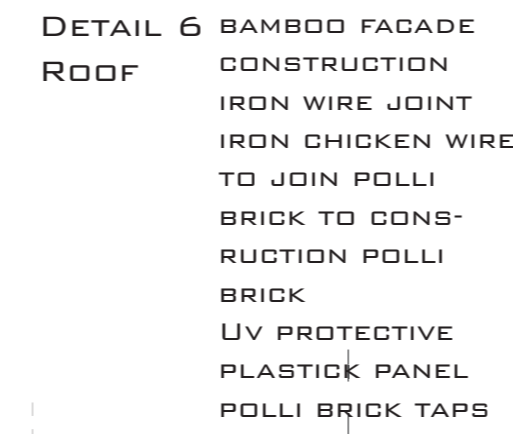 Detail 6
Roof
bamboo facade
construction
iron wire joint
iron chicken wire
to join polli
brick to cons-
ruction polli
brick
Uv protective
plastick panel
polli brick taps